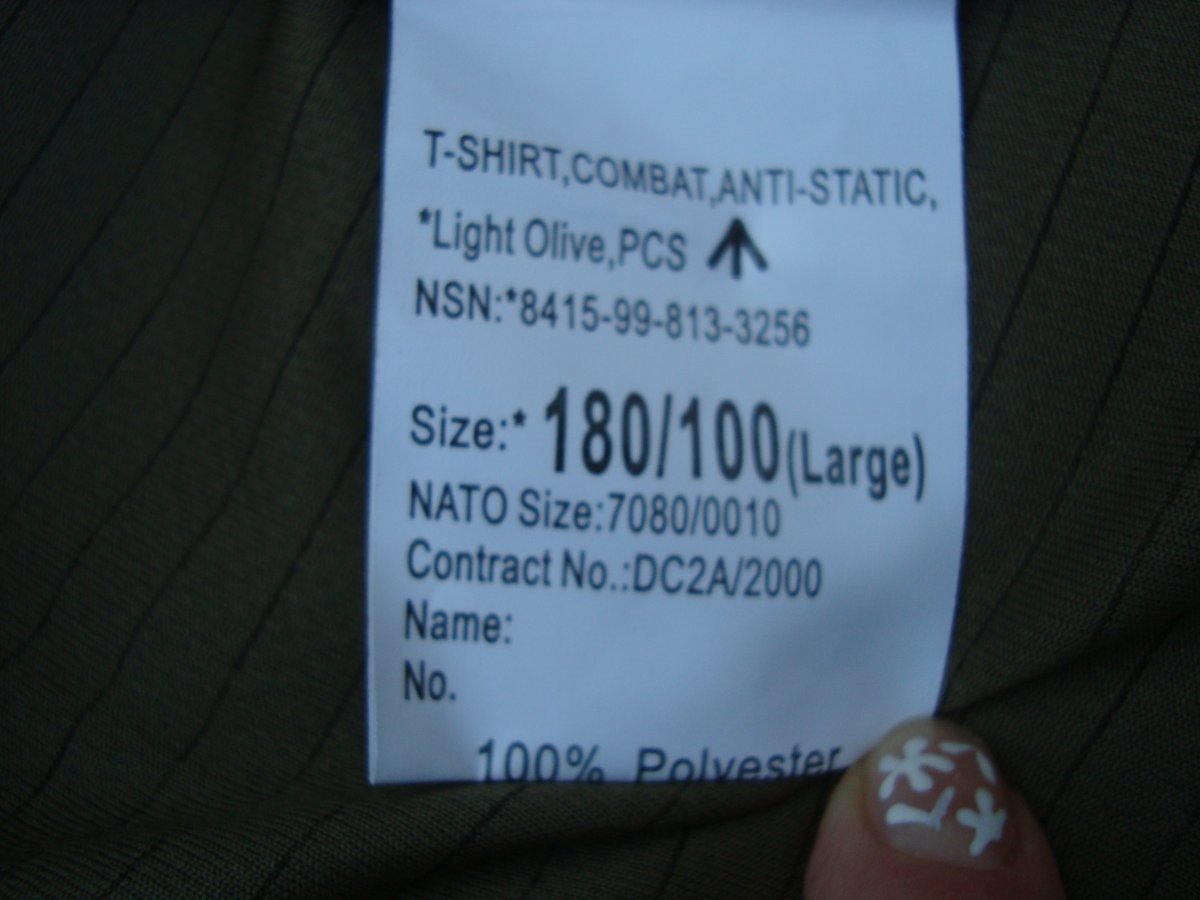 T-SHIRT,COMBAT,ANTI-STATIC,
*Light Olive,PCS
NSN:*8415-99-813-3256
Size:* 180/100(Large)
NATO Size:7080/0010
Contract No.:DC2A/2000
Name:
No.
100% Polyester